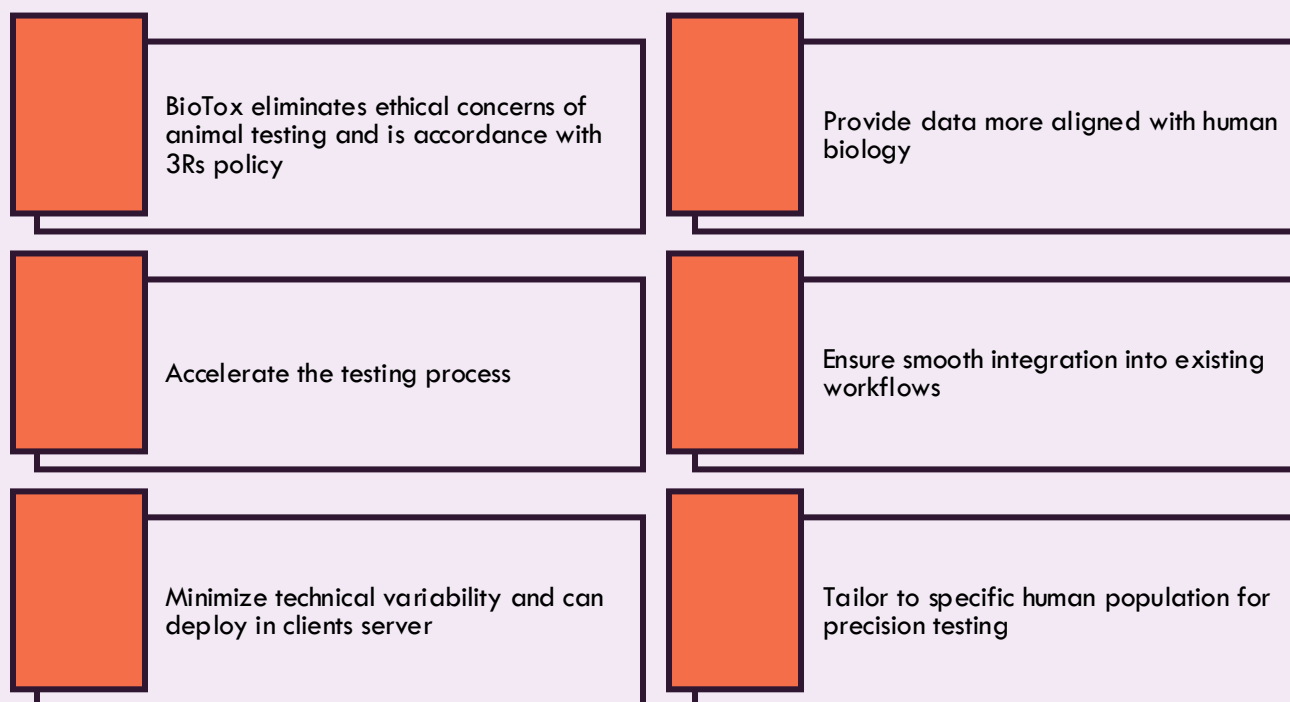 BioTox eliminates ethical concerns of
animal testing and is accordance with
3Rs policy
Provide data more aligned with human
biology
Accelerate the testing process
Ensure smooth integration into existing
workflows
Minimize technical variability and can
deploy in clients server
Tailor to specific human population for
precision testing